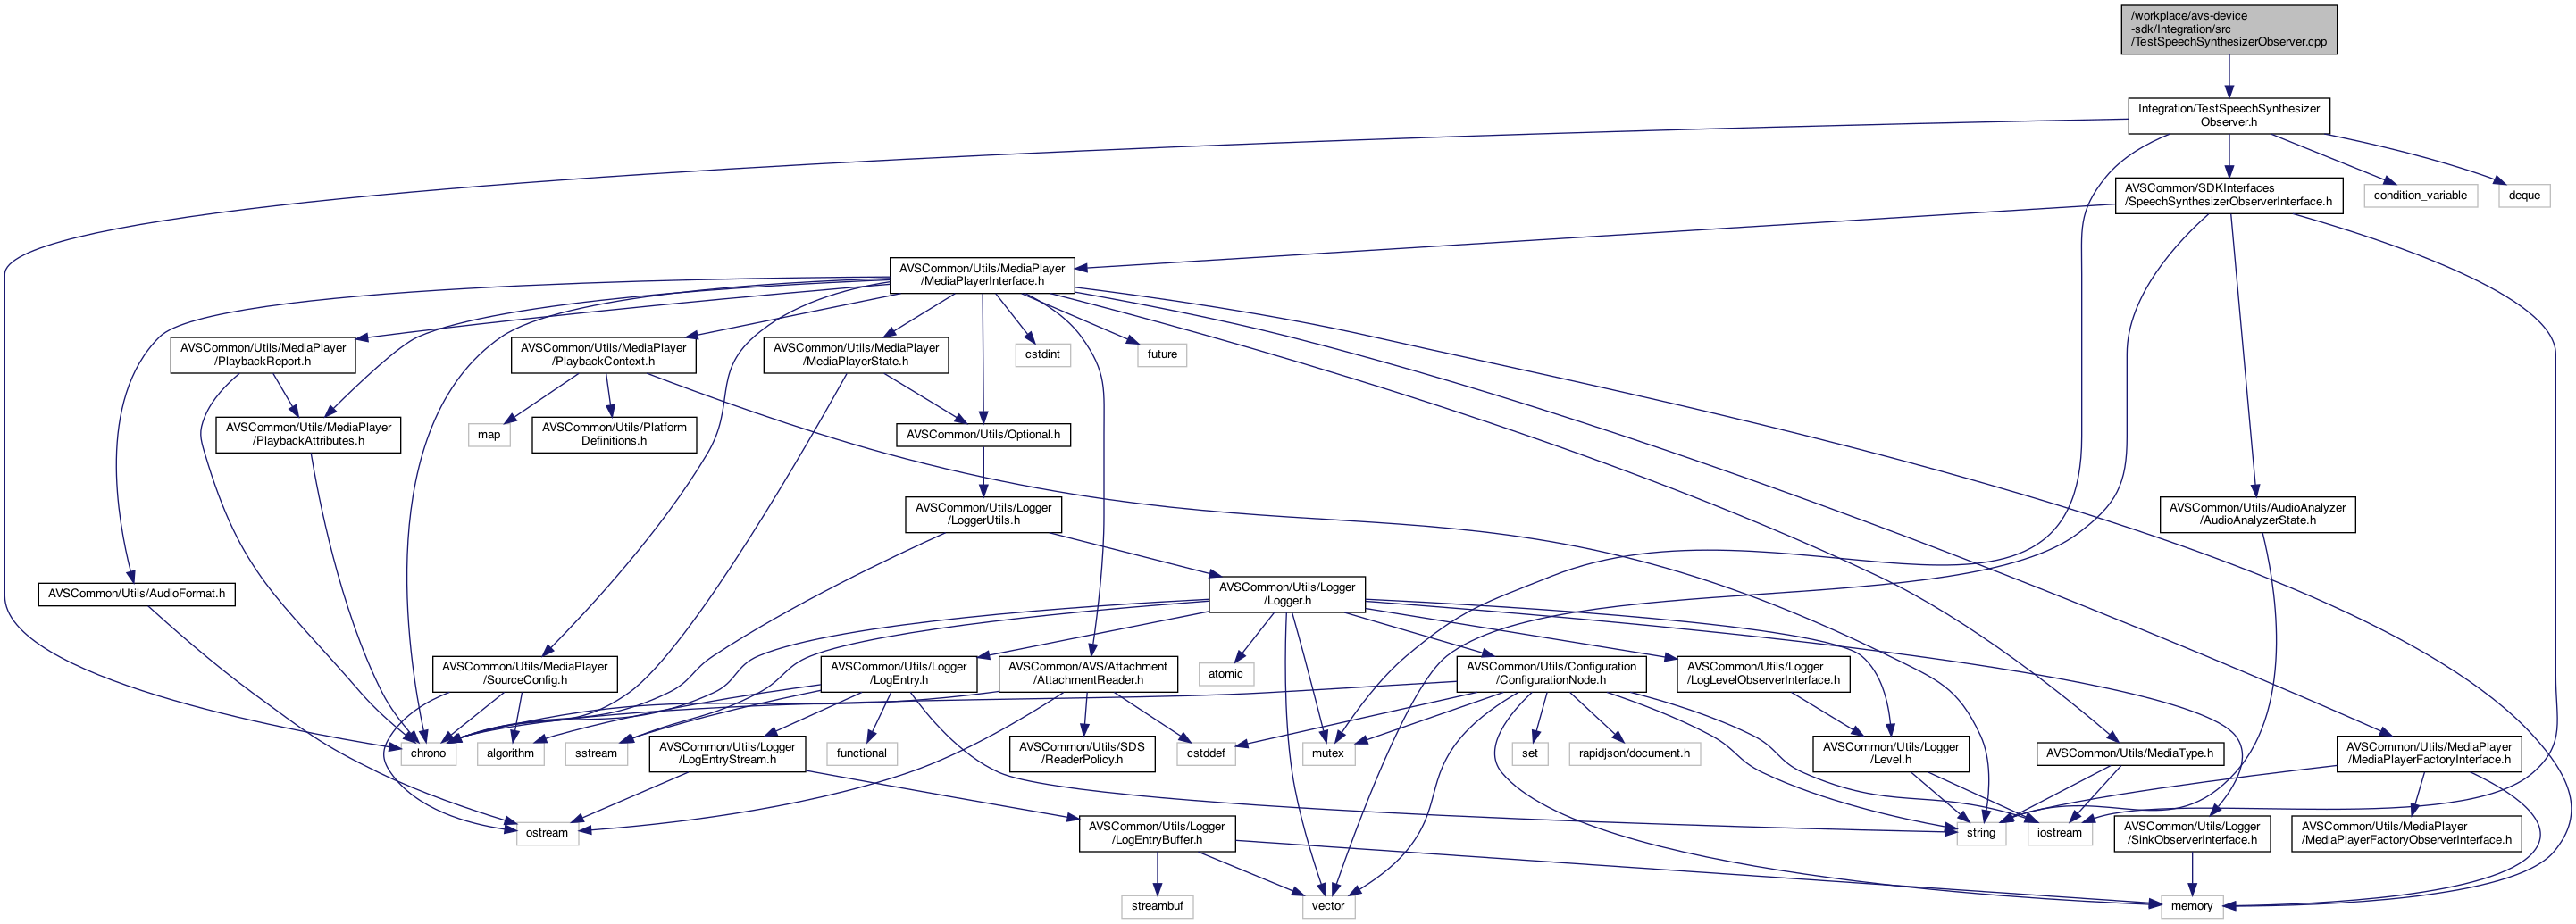 /workplace/avs-device
-sdk/Integration/src
/TestSpeechSynthesizerObserver.cpp
Integration/TestSpeechSynthesizer
Observer.h
AVSCommon/SDKInterfaces
/SpeechSynthesizerObserverInterface.h
condition_variable
deque
AVSCommon/Utils/MediaPlayer
/MediaPlayerInterface.h
AVSCommon/Utils/MediaPlayer
/PlaybackReport.h
AVSCommon/Utils/MediaPlayer
/PlaybackContext.h
AVSCommon/Utils/MediaPlayer
/MediaPlayerState.h
cstdint
future
AVSCommon/Utils/MediaPlayer
/PlaybackAttributes.h
map
AVSCommon/Utils/Platform
Definitions.h
AVSCommon/Utils/Optional.h
AVSCommon/Utils/Logger
/LoggerUtils.h
AVSCommon/Utils/AudioAnalyzer
/AudioAnalyzerState.h
AVSCommon/Utils/AudioFormat.h
AVSCommon/Utils/Logger
/Logger.h
AVSCommon/Utils/MediaPlayer
/SourceConfig.h
AVSCommon/Utils/Logger
/LogEntry.h
AVSCommon/AVS/Attachment
/AttachmentReader.h
atomic
AVSCommon/Utils/Configuration
/ConfigurationNode.h
AVSCommon/Utils/Logger
/LogLevelObserverInterface.h
chrono
algorithm
sstream
AVSCommon/Utils/Logger
/LogEntryStream.h
functional
AVSCommon/Utils/SDS
/ReaderPolicy.h
cstddef
mutex
set
rapidjson/document.h
AVSCommon/Utils/Logger
/Level.h
AVSCommon/Utils/MediaType.h
AVSCommon/Utils/MediaPlayer
/MediaPlayerFactoryInterface.h
ostream
AVSCommon/Utils/Logger
/LogEntryBuffer.h
string
iostream
AVSCommon/Utils/Logger
/SinkObserverInterface.h
AVSCommon/Utils/MediaPlayer
/MediaPlayerFactoryObserverInterface.h
streambuf
vector
memory